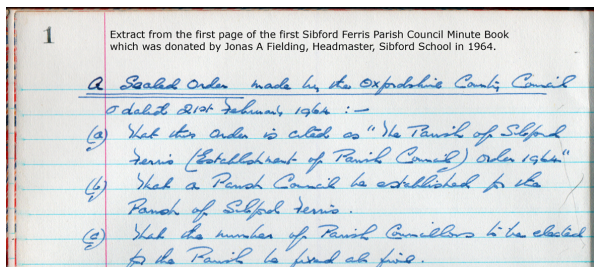 1
Extract from the first page of the first Sibford Ferris Parish Council Minute Book
which was donated by Jonas A Fielding, Headmaster, Sibford School in 1964.
A Sealed Order made by the Oxfordshire County Council
dated 21st February 1964 :-
(a) That this order is cited as "The Parish of Sibford
Ferris (Establishment of Parish Council) Order 1964"
(b) That a Parish Council be established for the
Parish of Sibford Ferris.
(c) That the number of Parish Councillors to be elected
for the Parish be fixed at five.